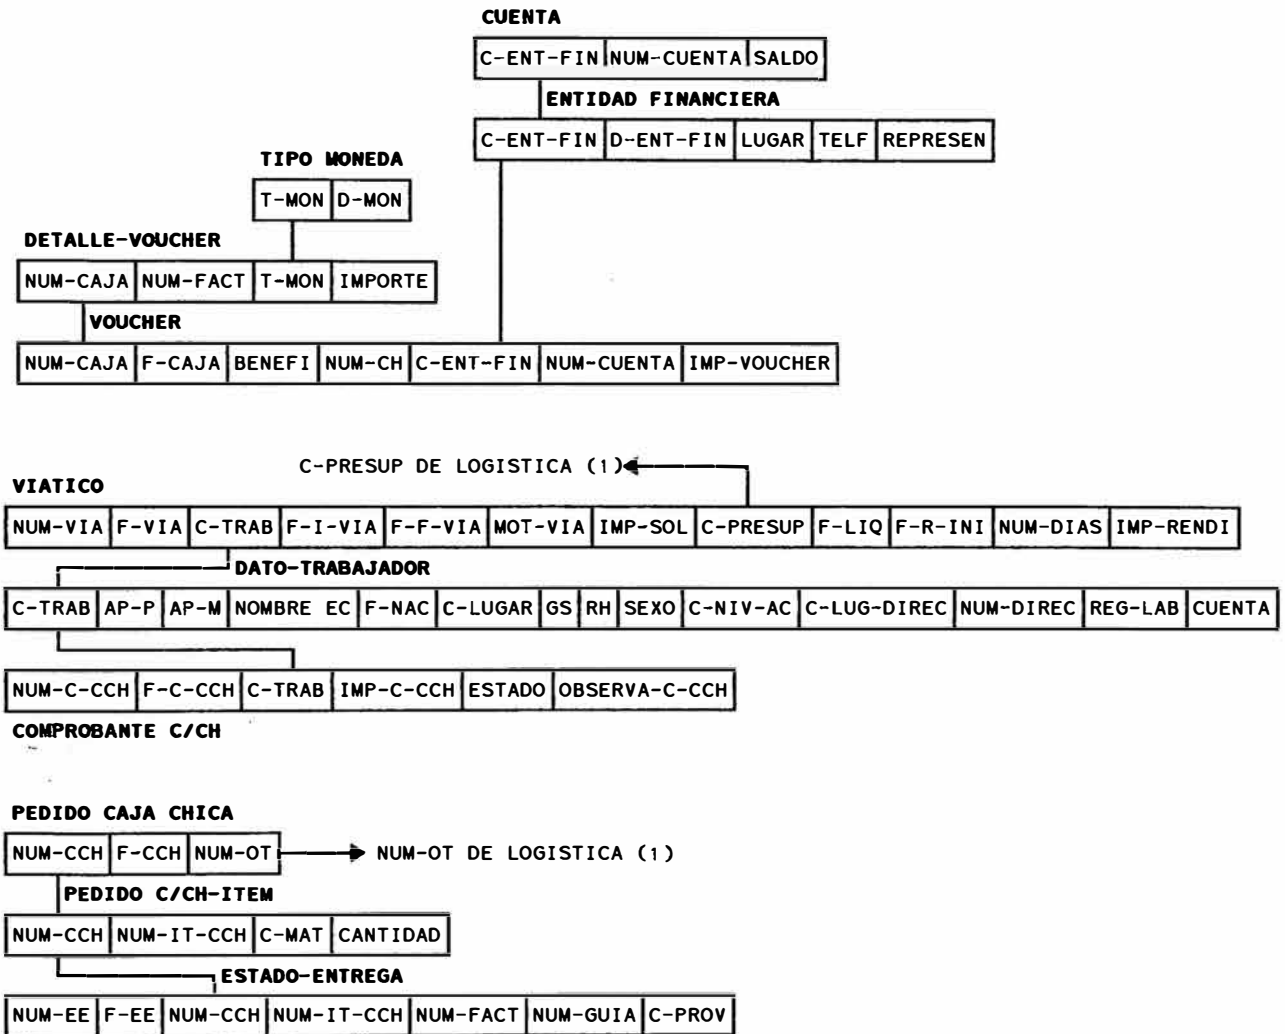 CUENTA
C-ENT-FIN NUM-CUENTA SALDO
ENTIDAD FINANCIERA
C-ENT-FIN D-ENT-FIN LUGAR TELF REPRESEN
TIPO MONEDA
T-MON D-MON
DETALLE-VOUCHER
NUM-CAJA NUM-FACT T-MON IMPORTE
VOUCHER
NUM-CAJA F-CAJA BENEFI NUM-CH C-ENT-FIN NUM-CUENTA IMP-VOUCHER
C-PRESUP DE LOGISTICA (1)
VIATICO
NUM-VIA F-VIA C-TRAB F-I-VIA F-F-VIA MOT-VIA IMP-SOL C-PRESUP F-LIQ F-R-INI NUM-DIAS IMP-RENDI
DATO-TRABAJADOR
C-TRAB AP-P AP-M NOMBRE EC F-NAC C-LUGAR GS RH SEXO C-NIV-AC C-LUG-DIREC NUM-DIREC REG-LAB CUENTA
NUM-C-CCH F-C-CCH C-TRAB IMP-C-CCH ESTADO OBSERVA-C-CCH
COMPROBANTE C/CH
PEDIDO CAJA CHICA
NUM-CCH F-CCH NUM-OT NUM-OT DE LOGISTICA (1)
PEDIDO C/CH-ITEM
NUM-CCH NUM-IT-CCH C-MAT CANTIDAD
ESTADO-ENTREGA
NUM-EE F-EE NUM-CCH NUM-IT-CCH NUM-FACT NUM-GUIA C-PROV